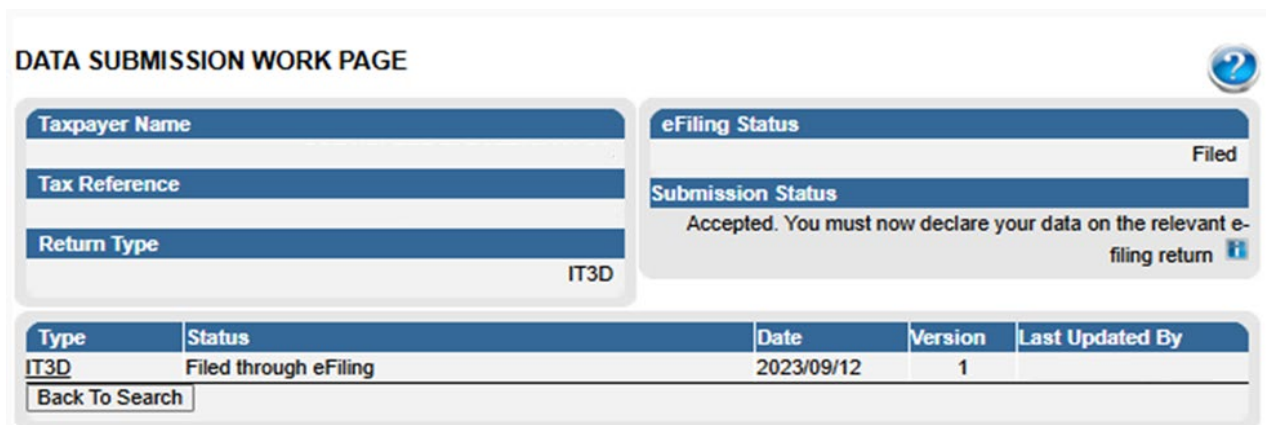 DATA SUBMISSION WORK PAGE
?
Taxpayer Name
Tax Reference
Return Type
IT3D
eFiling Status
Filed
Submission Status
Accepted. You must now declare your data on the relevant e-
filing return i
Type Status Date Version Last Updated By
IT3D Filed through eFiling 2023/09/12 1
Back To Search